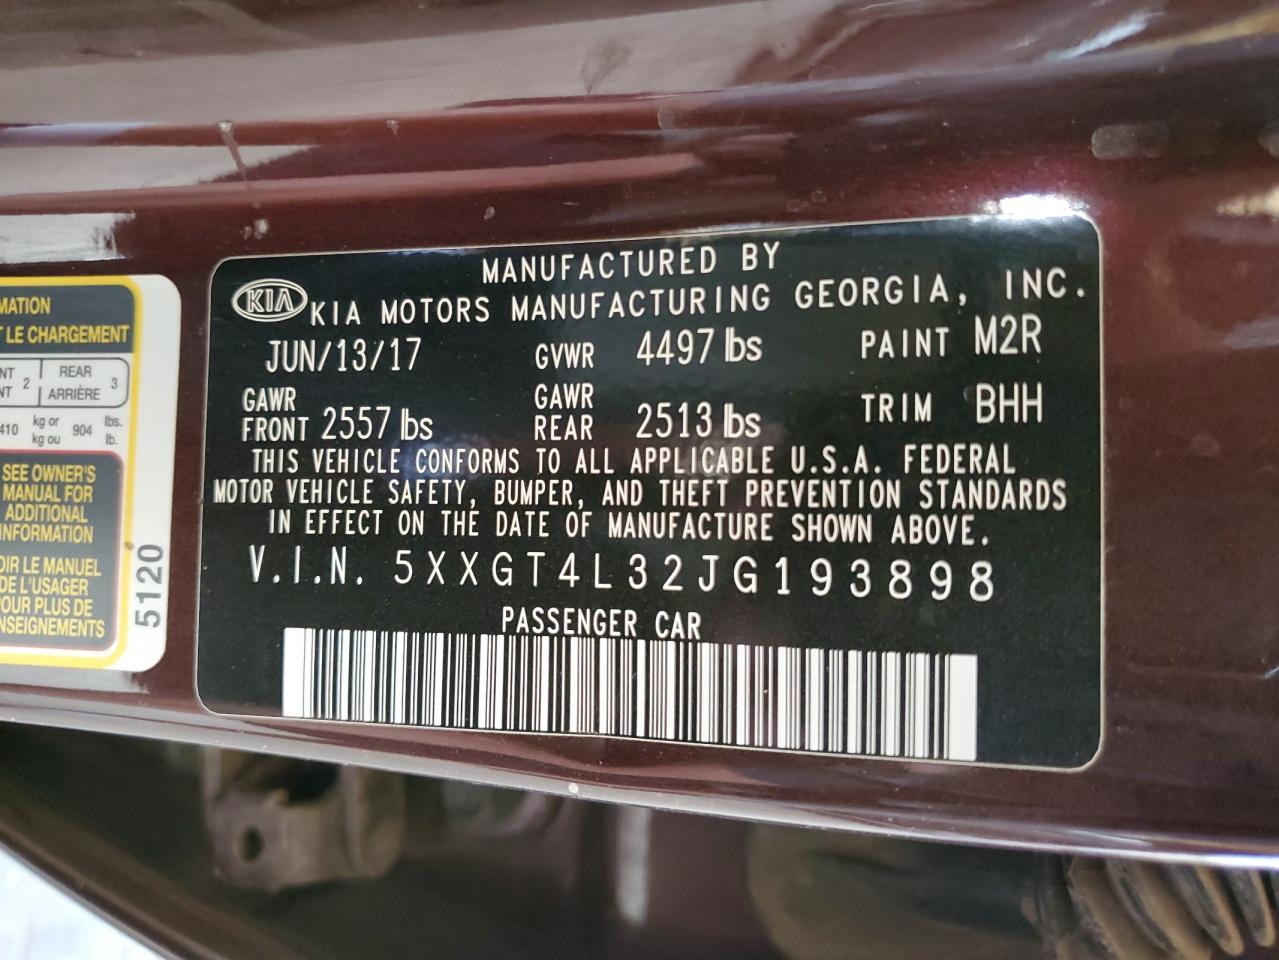 MANUFACTURED BY
KIA KIA MOTORS MANUFACTURING GEORGIA, INC.
JUN/13/17 GVWR 4497 lbs PAINT M2R
GAWR GAWR
FRONT 2557 lbs REAR 2513 lbs TRIM BHH
THIS VEHICLE CONFORMS TO ALL APPLICABLE U.S.A. FEDERAL
MOTOR VEHICLE SAFETY, BUMPER, AND THEFT PREVENTION STANDARDS
IN EFFECT ON THE DATE OF MANUFACTURE SHOWN ABOVE.
V.I.N. 5XXGT4L32JG193898
PASSENGER CAR
MATION
T LE CHARGEMENT
NT 2 REAR 3
NT ARRIÈRE
410 kg or 904 lbs.
kg ou lb.
SEE OWNER'S
MANUAL FOR
ADDITIONAL
INFORMATION
OIR LE MANUEL
DE L'USAGER
POUR PLUS DE
NSEIGNEMENTS
5120